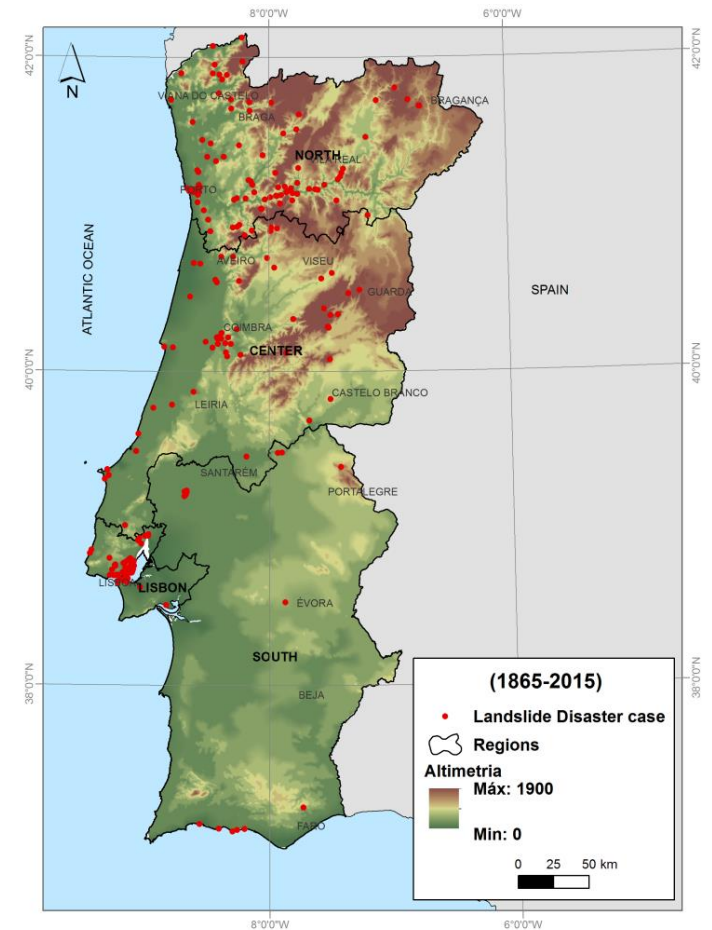 8°0'0"W
6°0'0"W
42°0'0"N
42°0'0"N
N
VIANA DO CASTELO
BRAGANÇA
BRAGA
NORTH
PORTO
ATLANTIC OCEAN
AVEIRO
VISEU
SPAIN
GUARDA
COIMBRA
CENTER
40°0'0"N
40°0'0"N
CASTELO BRANCO
LEIRIA
SANTARÉM
PORTALEGRE
LISBON
ÉVORA
SOUTH
38°0'0"N
38°0'0"N
BEJA
FARO
(1865-2015)
Landslide Disaster case
Regions
Altimetria
Máx: 1900
Min: 0
0 25 50 km
8°0'0"W
6°0'0"W